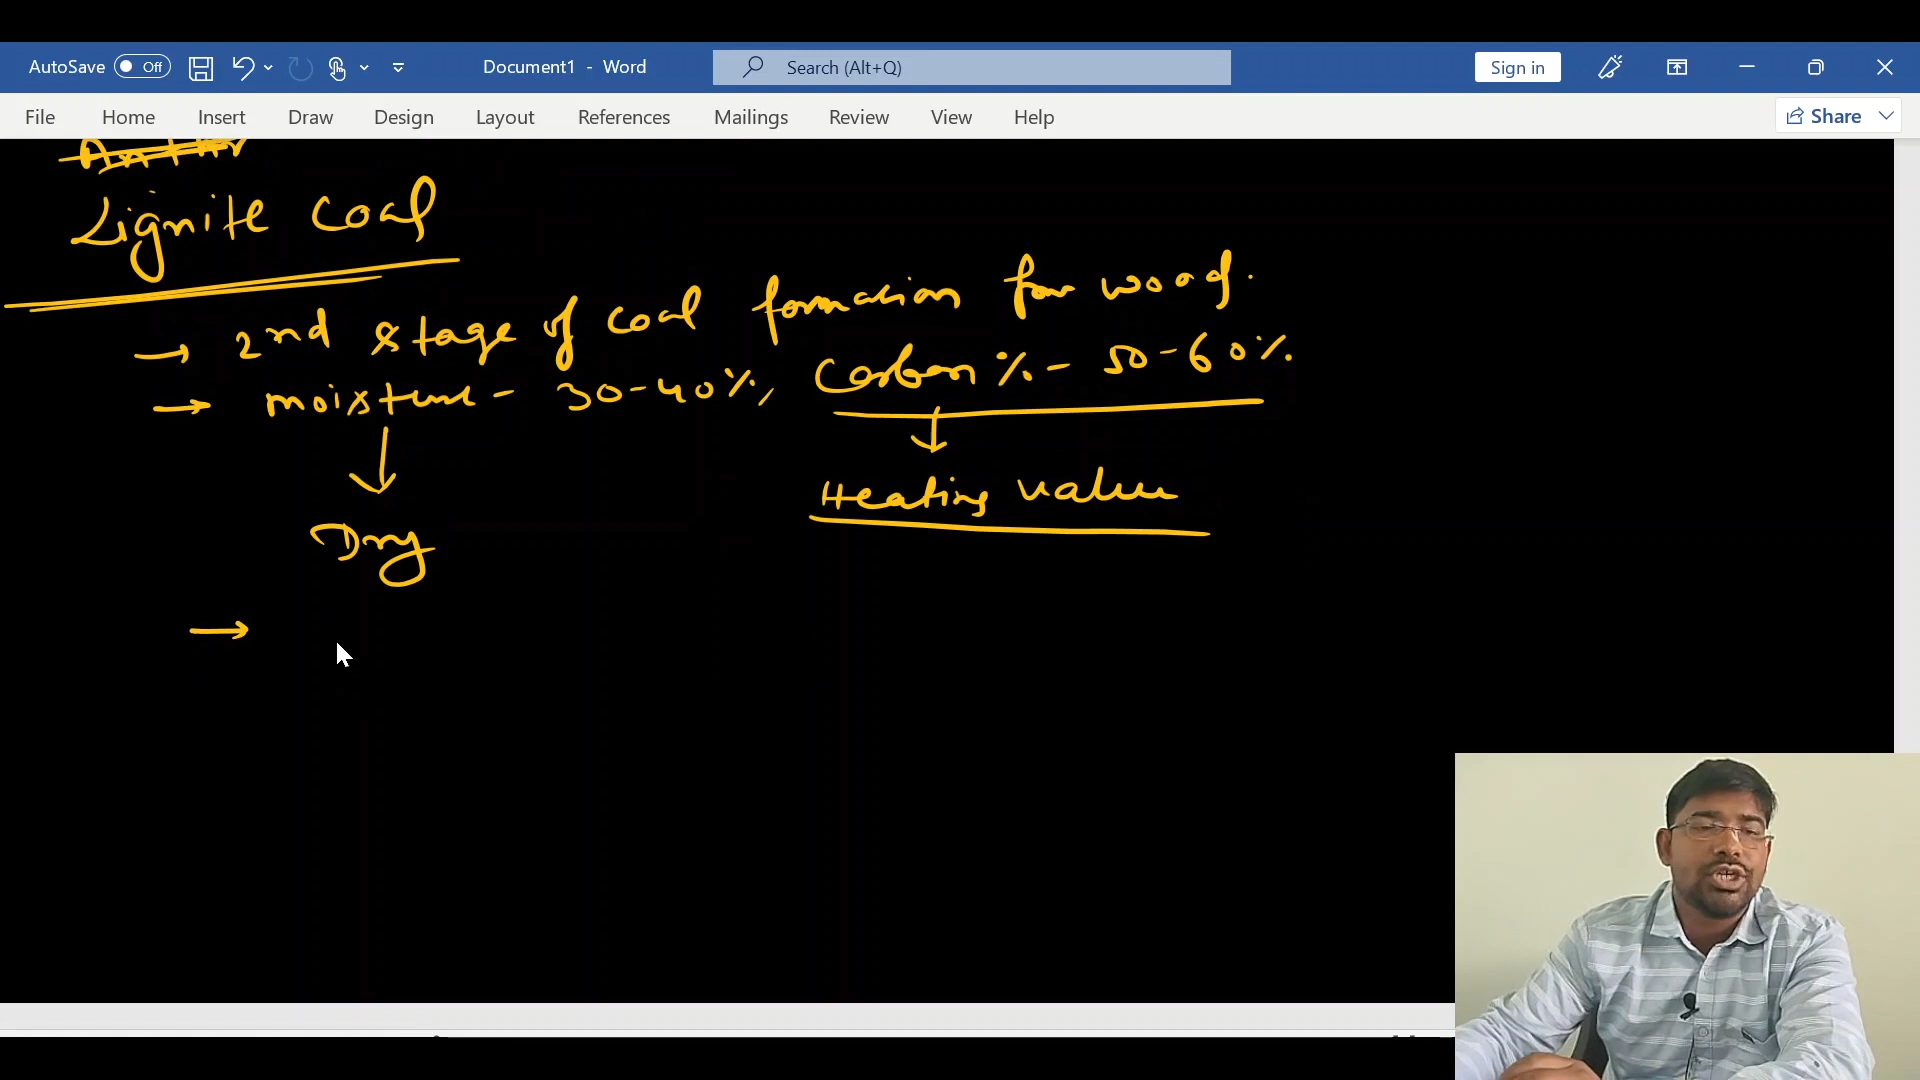 AutoSave Off Document1 - Word Search (Alt+Q) Sign in
File Home Insert Draw Design Layout References Mailings Review View Help Share
Lignite Coal
→ 2nd stage of coal formation for wood.
→ moisture - 30-40%, Carbon % - 50-60%
Heating value
Dry
→